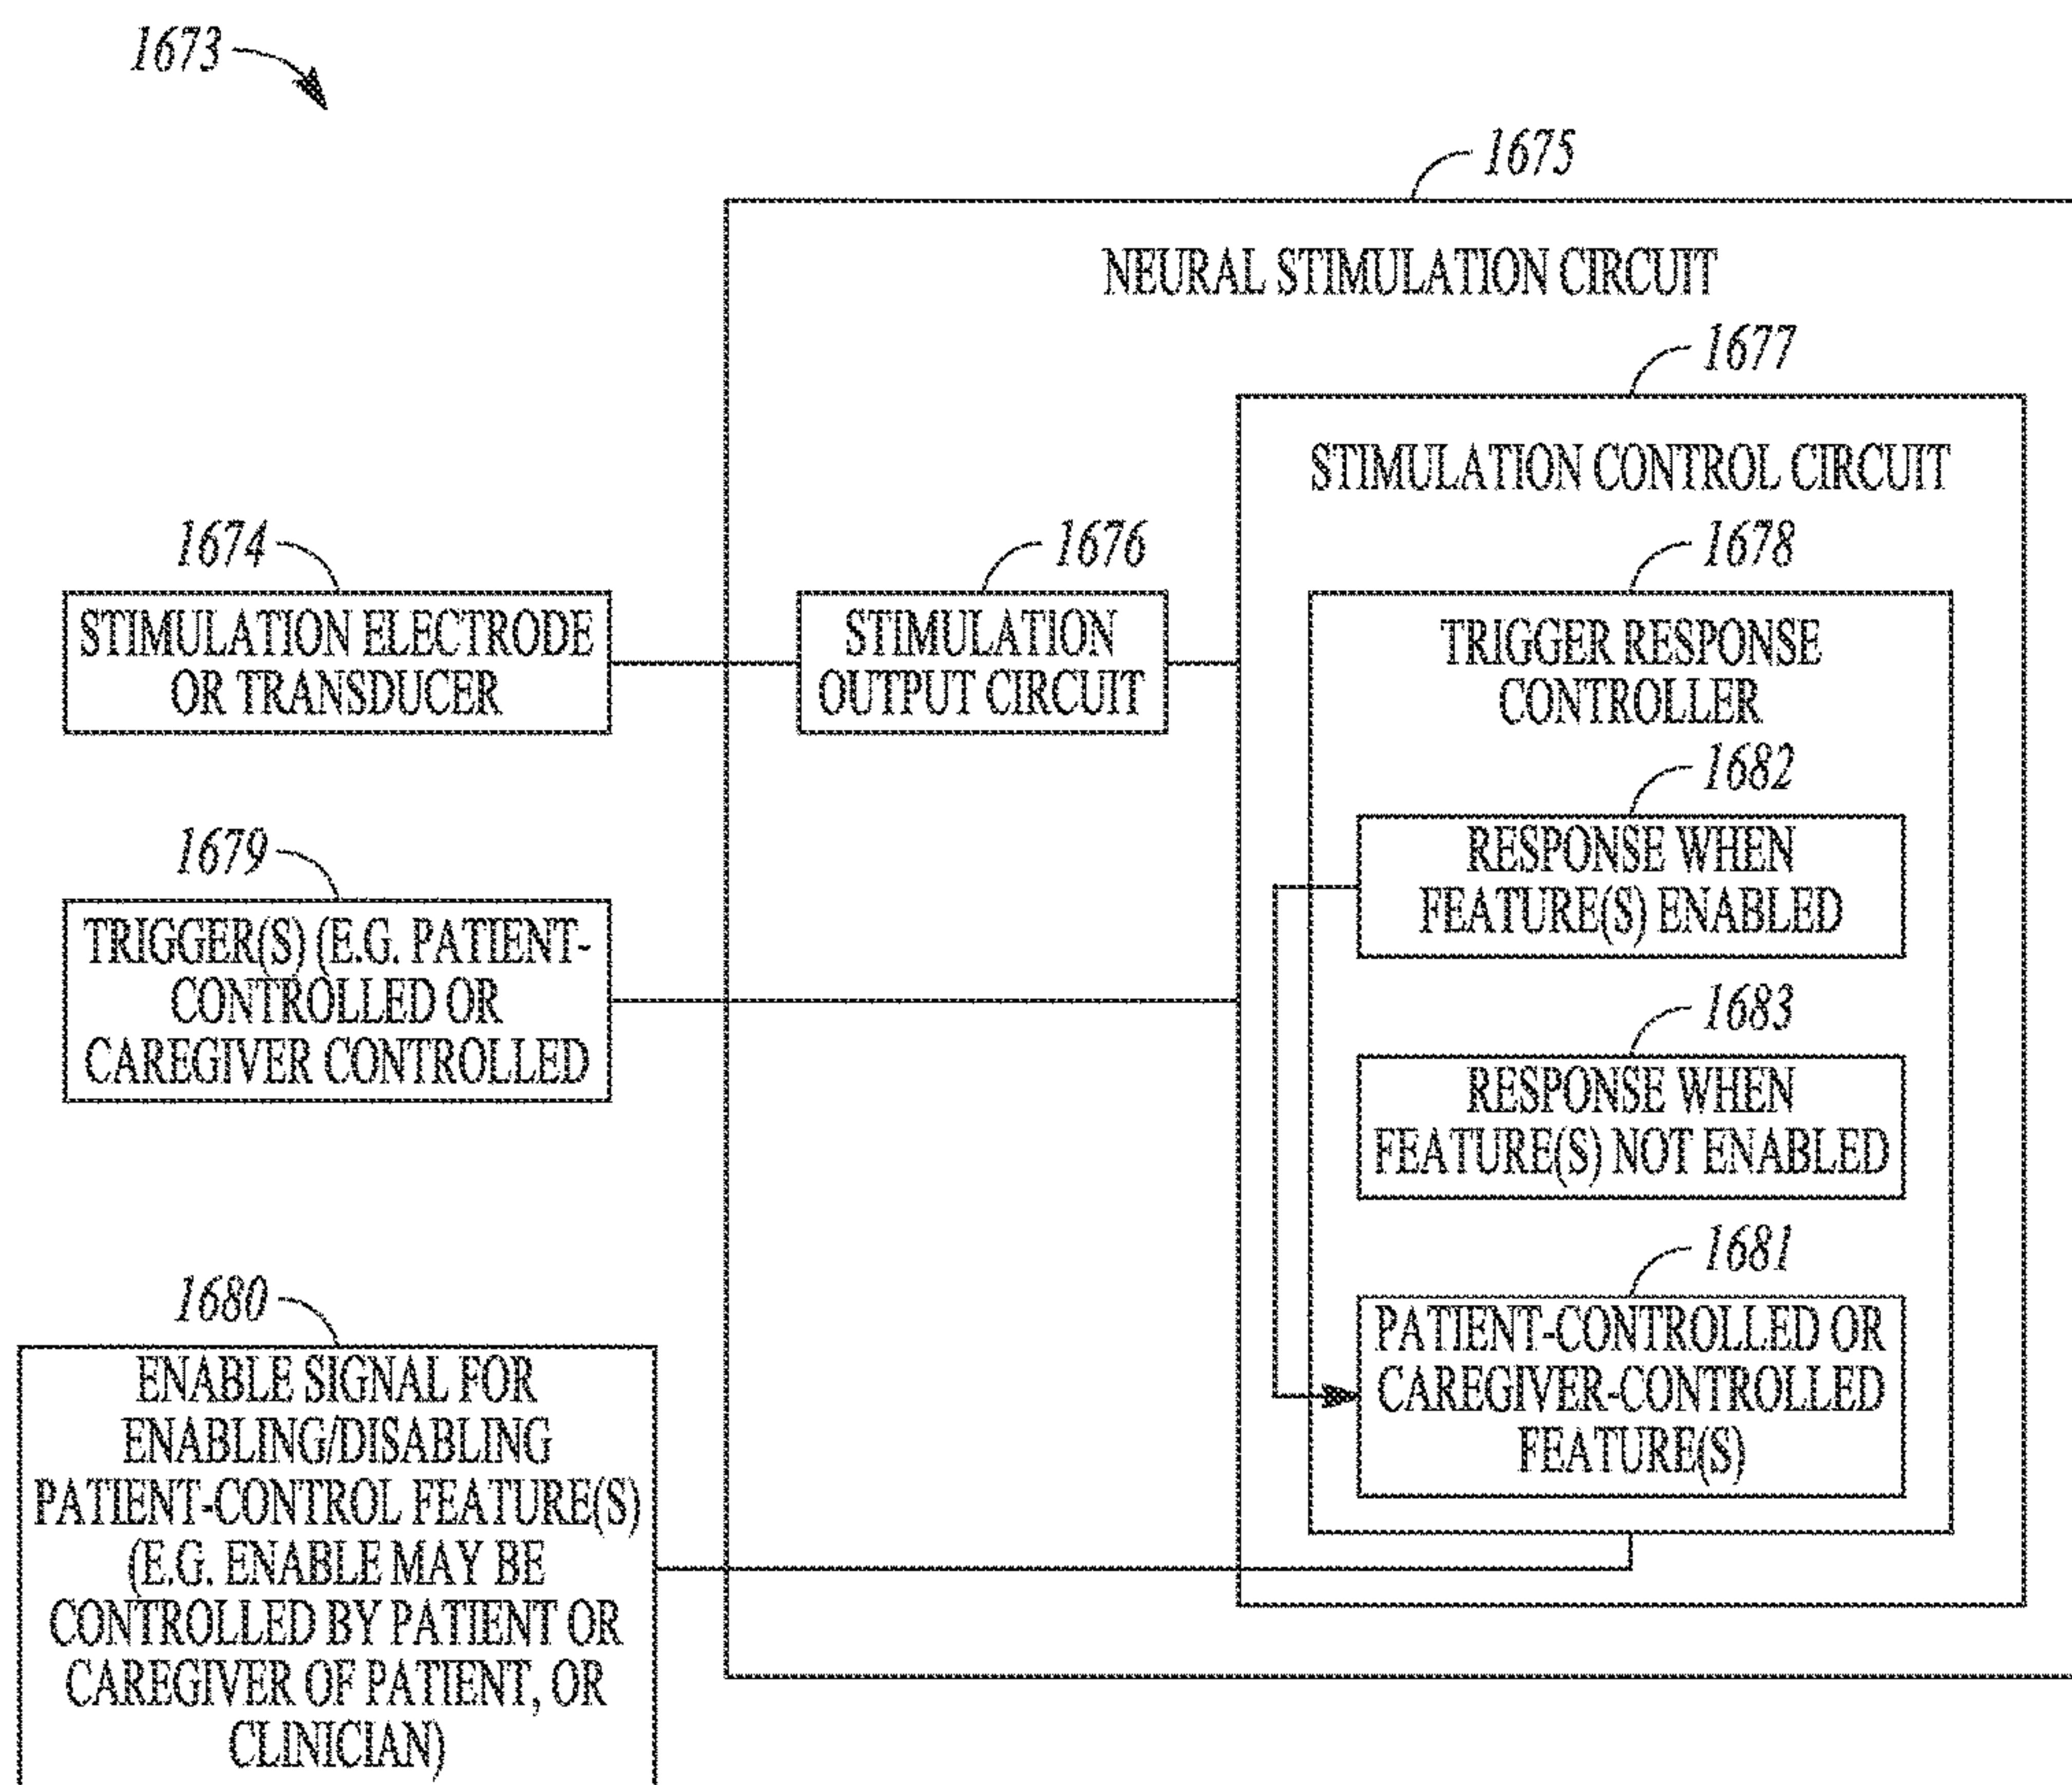 1673
1675
NEURAL STIMULATION CIRCUIT
1677
STIMULATION CONTROL CIRCUIT
1674
STIMULATION ELECTRODE
OR TRANSDUCER
1676
STIMULATION
OUTPUT CIRCUIT
1678
TRIGGER RESPONSE
CONTROLLER
1682
RESPONSE WHEN
FEATURE(S) ENABLED
1679
TRIGGER(S) (E.G. PATIENT-
CONTROLLED OR
CAREGIVER CONTROLLED
1683
RESPONSE WHEN
FEATURE(S) NOT ENABLED
1681
PATIENT-CONTROLLED OR
CAREGIVER-CONTROLLED
FEATURE(S)
1680
ENABLE SIGNAL FOR
ENABLING/DISABLING
PATIENT-CONTROL FEATURE(S)
(E.G. ENABLE MAY BE
CONTROLLED BY PATIENT OR
CAREGIVER OF PATIENT, OR
CLINICIAN)